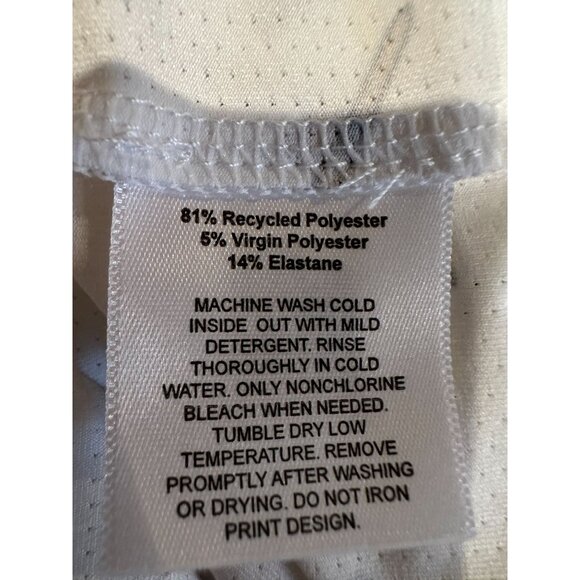 81% Recycled Polyester
5% Virgin Polyester
14% Elastane
MACHINE WASH COLD
INSIDE OUT WITH MILD
DETERGENT. RINSE
THOROUGHLY IN COLD
WATER. ONLY NONCHLORINE
BLEACH WHEN NEEDED.
TUMBLE DRY LOW
TEMPERATURE. REMOVE
PROMPTLY AFTER WASHING
OR DRYING. DO NOT IRON
PRINT DESIGN.